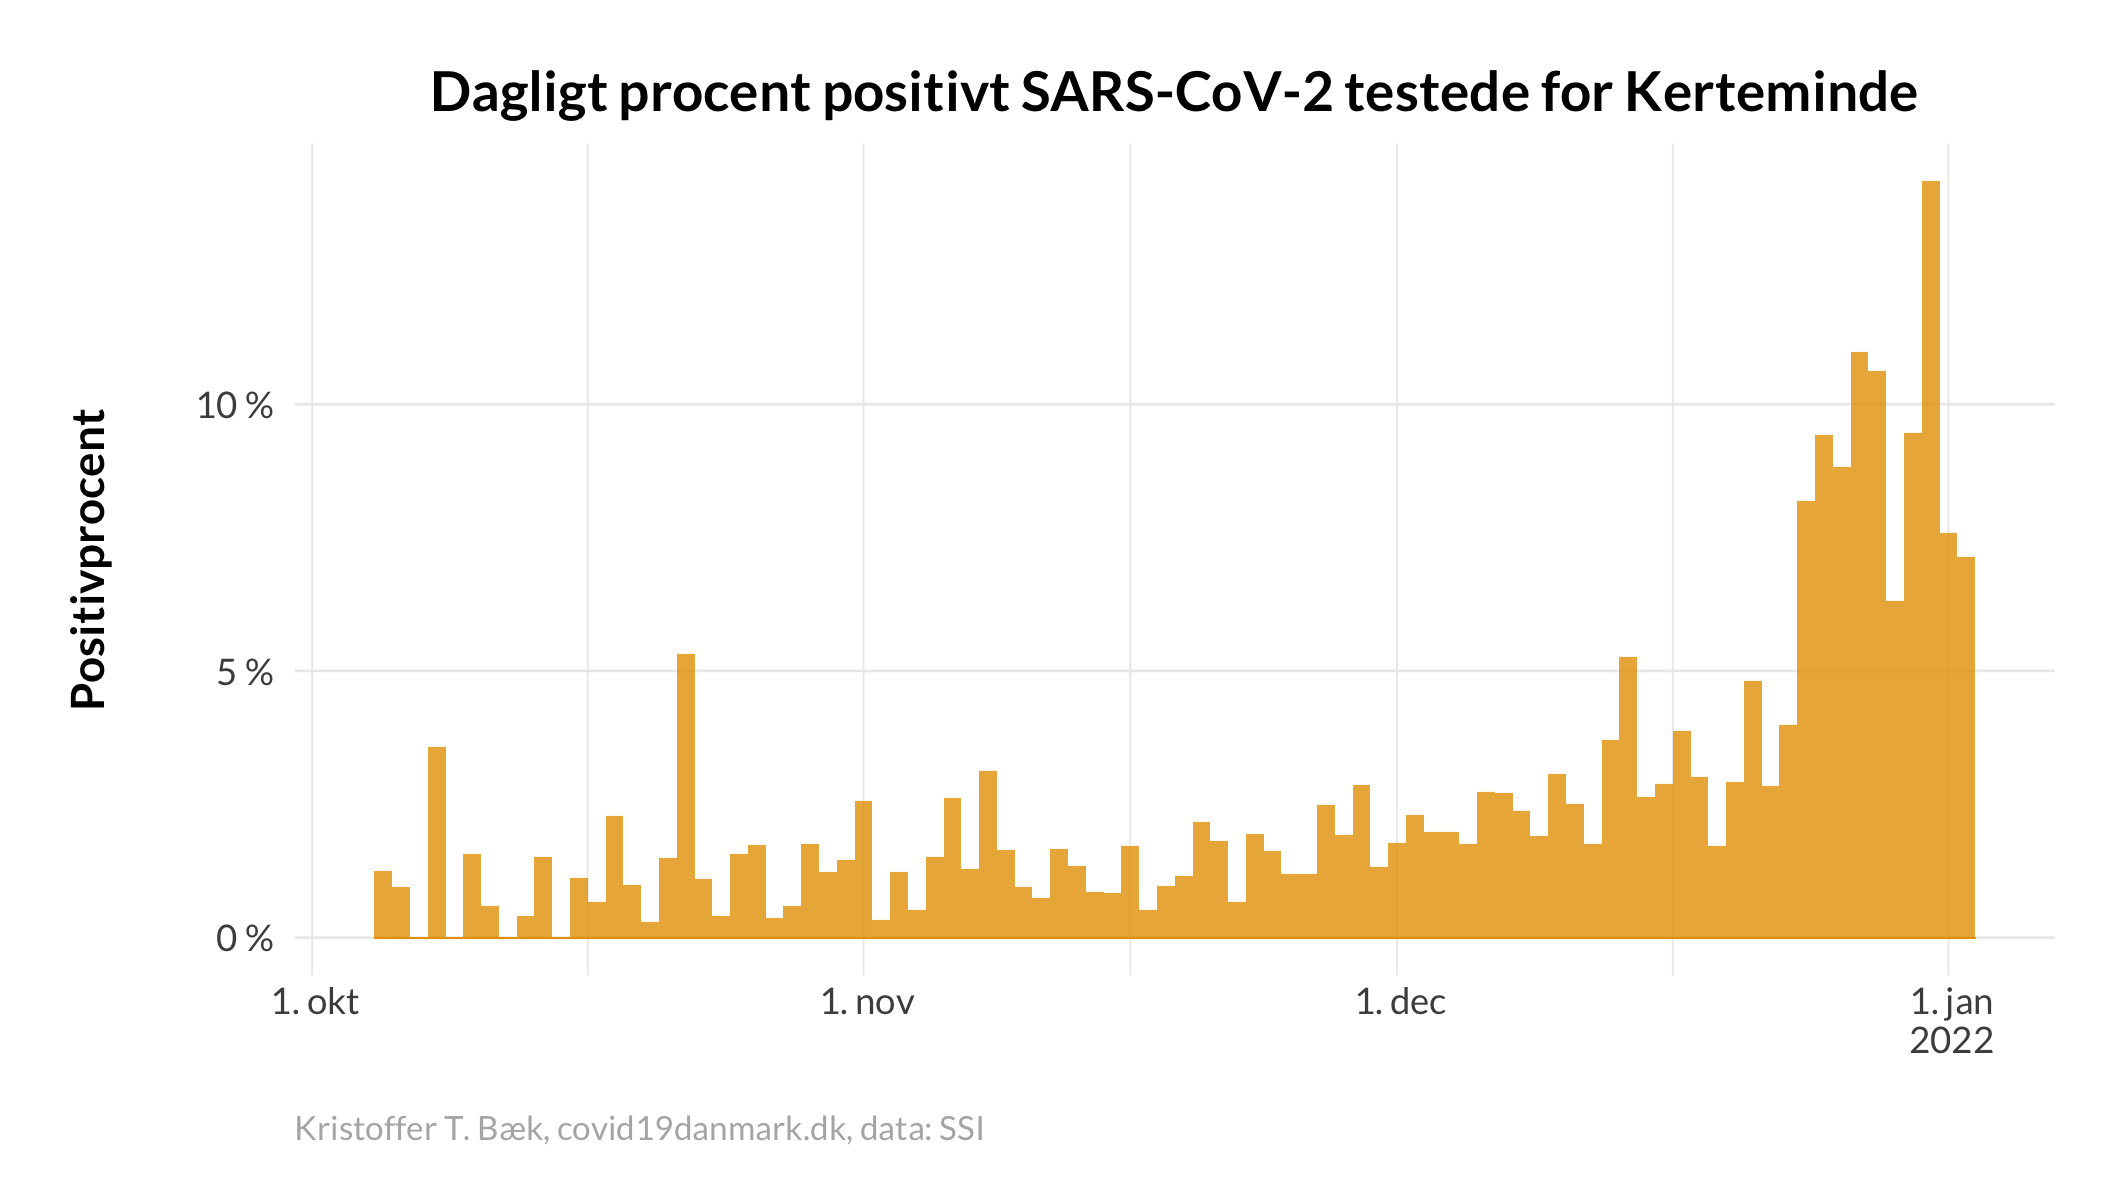 Dagligt procent positivt SARS-CoV-2 testede for Kerteminde
Positivprocent
10 %
5 %
0 %
1. okt
1. nov
1. dec
1. jan
2022
Kristoffer T. Bæk, covid19danmark.dk, data: SSI